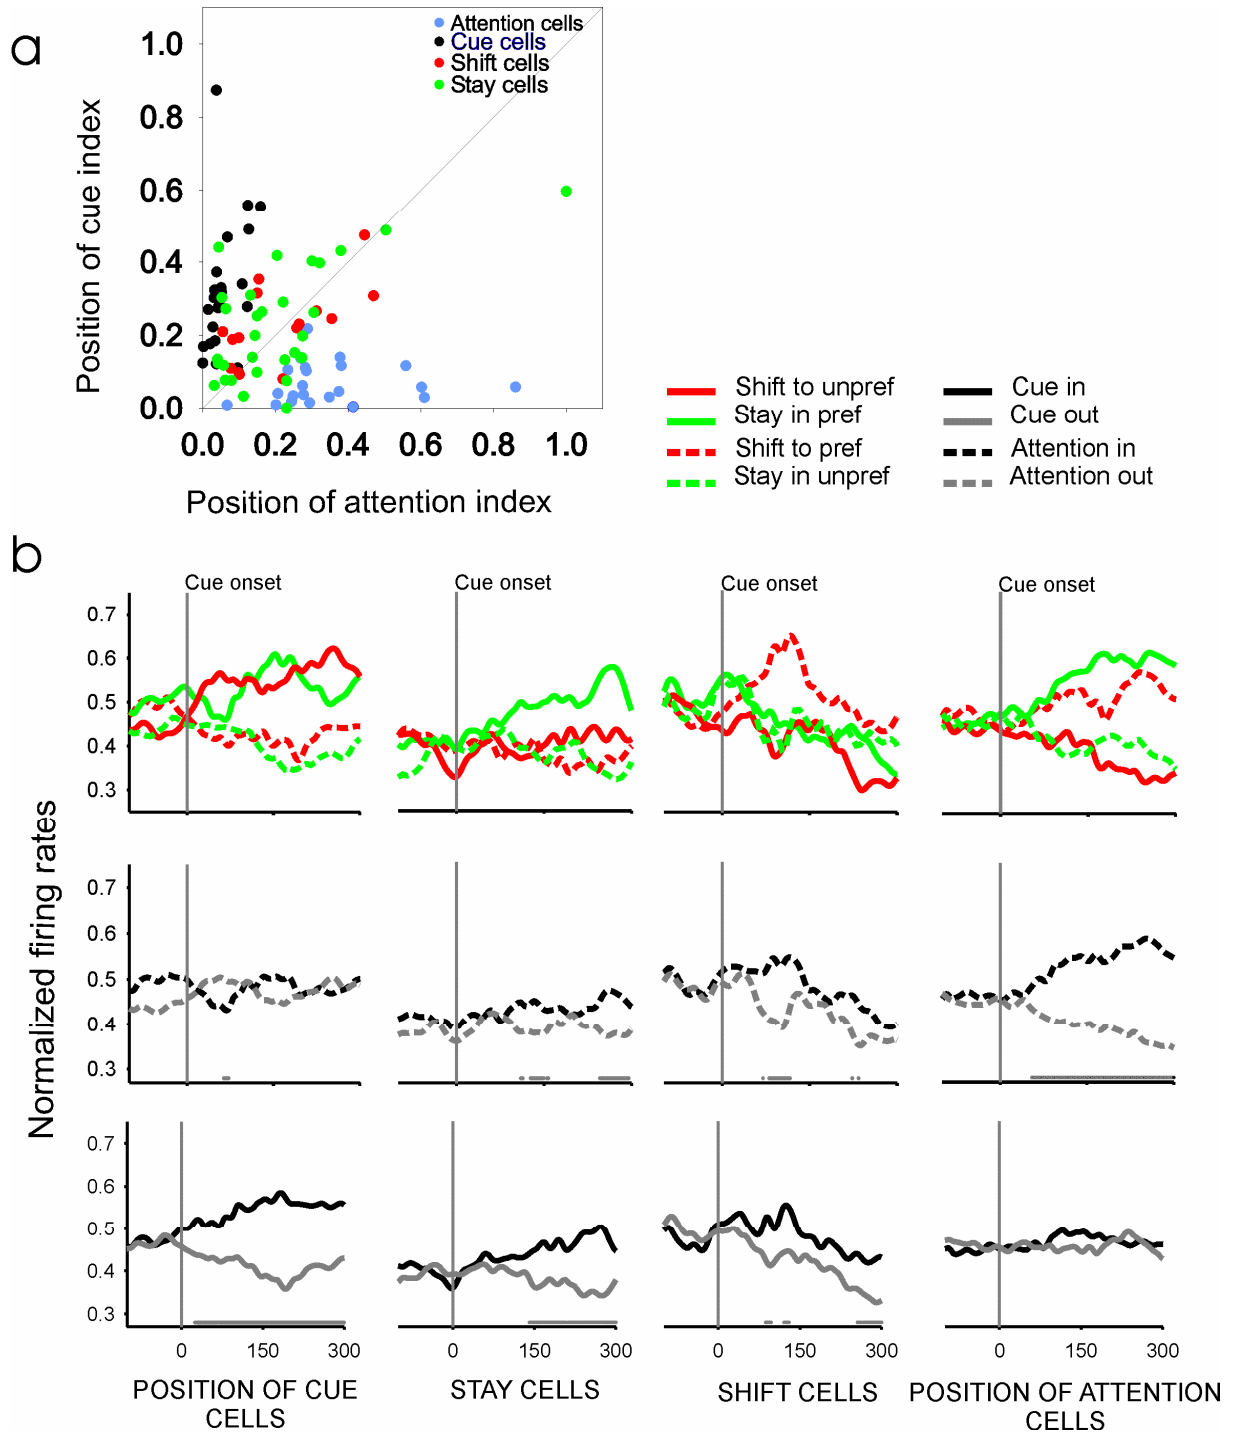 a
Attention cells
Cue cells
Shift cells
Stay cells
1.0
0.8
0.6
0.4
0.2
0.0
Position of cue index
0.0 0.2 0.4 0.6 0.8 1.0
Position of attention index
Shift to unpref
Stay in pref
Shift to pref
Stay in unpref
Cue in
Cue out
Attention in
Attention out
b
Cue onset Cue onset Cue onset Cue onset
0.7
0.6
0.5
0.4
0.3
Normalized firing rates
0.7
0.6
0.5
0.4
0.3
0.7
0.6
0.5
0.4
0.3
0 150 300 0 150 300 0 150 300 0 150 300
POSITION OF CUE
CELLS
STAY CELLS
SHIFT CELLS
POSITION OF ATTENTION
CELLS